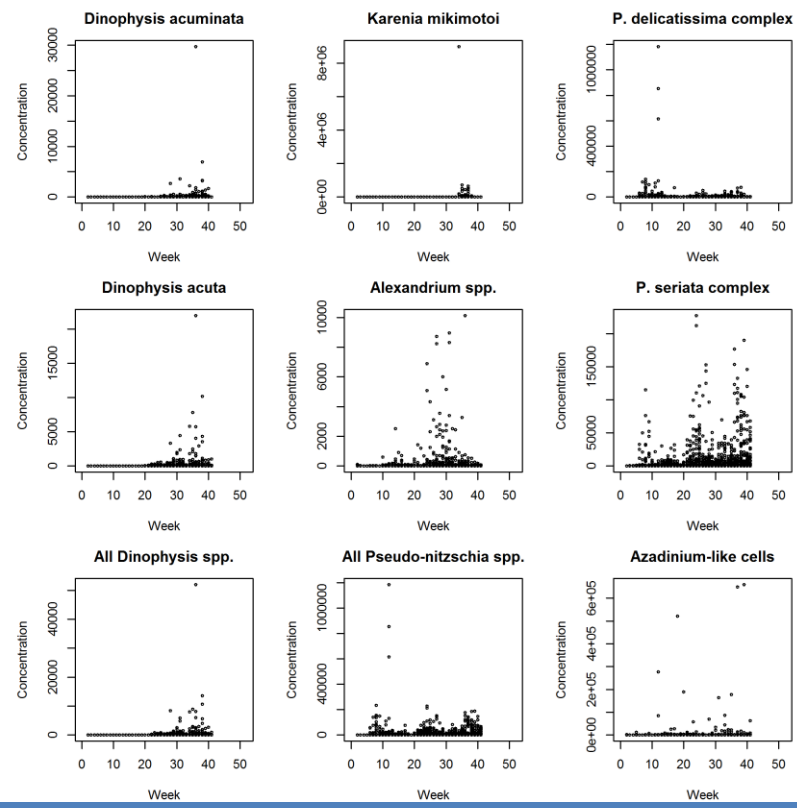 Dinophysis acuminata
Concentration
30000
20000
10000
0
0 10 20 30 40 50
Week
Karenia mikimotoi
Concentration
8e+06
4e+06
0e+00
0 10 20 30 40 50
Week
P. delicatissima complex
Concentration
1000000
400000
0
0 10 20 30 40 50
Week
Dinophysis acuta
Concentration
15000
5000
0
0 10 20 30 40 50
Week
Alexandrium spp.
Concentration
10000
6000
2000
0
0 10 20 30 40 50
Week
P. seriata complex
Concentration
150000
50000
0
0 10 20 30 40 50
Week
All Dinophysis spp.
Concentration
40000
20000
0
0 10 20 30 40 50
Week
All Pseudo-nitzschia spp.
Concentration
1000000
400000
0
0 10 20 30 40 50
Week
Azadinium-like cells
Concentration
6e+05
4e+05
2e+05
0e+00
0 10 20 30 40 50
Week